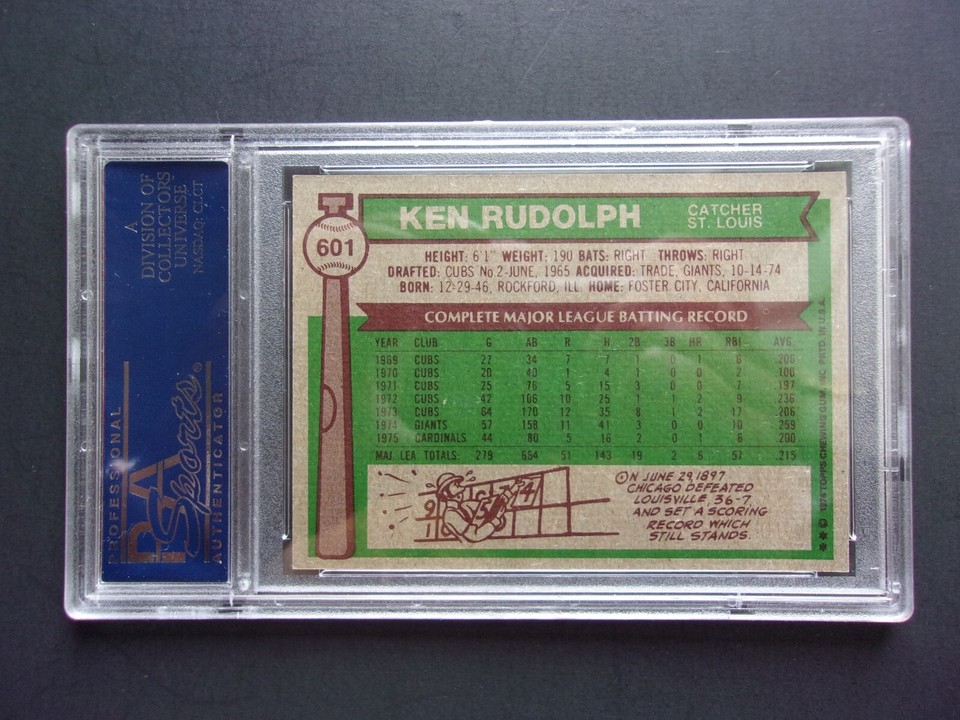 A
DIVISION OF
COLLECTORS
UNIVERSE
NASDAQ: CLCT
PROFESSIONAL
PSA
Sports®
AUTHENTICATOR
601
KEN RUDOLPH
CATCHER
ST. LOUIS
HEIGHT: 6'1" WEIGHT: 190 BATS: RIGHT THROWS: RIGHT
DRAFTED: CUBS No.2-JUNE, 1965 ACQUIRED: TRADE, GIANTS, 10-14-74
BORN: 12-29-46, ROCKFORD, ILL. HOME: FOSTER CITY, CALIFORNIA
COMPLETE MAJOR LEAGUE BATTING RECORD
YEAR CLUB G AB R H 2B 3B HR RBI AVG.
1969 CUBS 27 34 7 7 1 0 1 6 .206
1970 CUBS 20 40 1 4 1 0 0 2 .100
1971 CUBS 25 76 5 15 3 0 0 7 .197
1972 CUBS 42 106 10 25 1 1 2 9 .236
1973 CUBS 64 170 12 35 8 1 2 17 .206
1974 GIANTS 57 158 11 41 3 0 0 10 .259
1975 CARDINALS 44 80 5 16 2 0 1 6 .200
MAJ. LEA. TOTALS: 279 664 51 143 19 2 6 57 .215
ON JUNE 29, 1897
CHICAGO DEFEATED
LOUISVILLE 36-7
AND SET A SCORING
RECORD WHICH
STILL STANDS.
** © 1976 TOPPS CHEWING GUM, INC. PRTD. IN U.S.A.